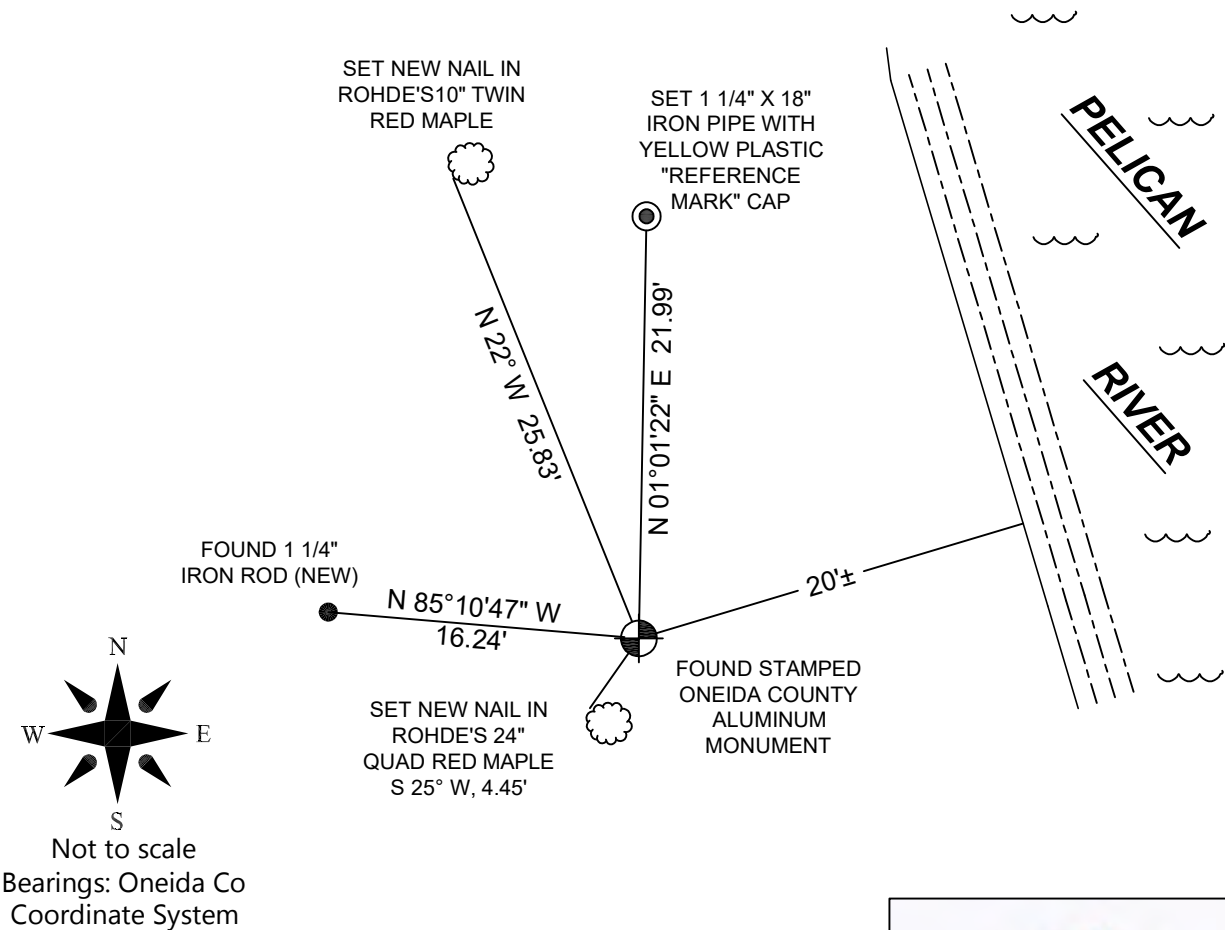 SET NEW NAIL IN
ROHDE'S10" TWIN
RED MAPLE
SET 1 1/4" X 18"
IRON PIPE WITH
YELLOW PLASTIC
"REFERENCE
MARK" CAP
PELICAN
RIVER
N 22° W 25.83'
N 01°01'22" E 21.99'
20'±
FOUND 1 1/4"
IRON ROD (NEW)
N 85°10'47" W
16.24'
FOUND STAMPED
ONEIDA COUNTY
ALUMINUM
MONUMENT
SET NEW NAIL IN
ROHDE'S 24"
QUAD RED MAPLE
S 25° W, 4.45'
N
W
E
S
Not to scale
Bearings: Oneida Co
Coordinate System